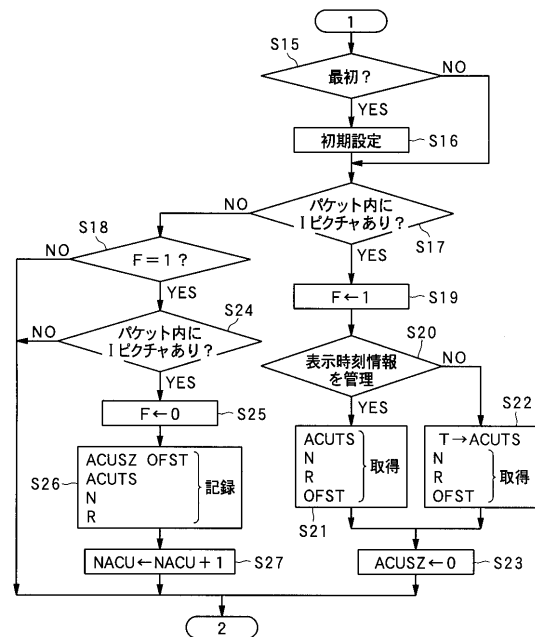 1
S15
最初?
NO
YES
初期設定
S16
NO
パケット内に
Iピクチャあり?
S17
S18
NO
F=1?
YES
YES
F←1
S19
S24
NO
パケット内に
Iピクチャあり?
YES
S20
表示時刻情報
を管理
NO
YES
F←0
S25
S22
ACUTS
N
R
OFST
取得
S21
T→ACUTS
N
R
OFST
取得
S26
ACUSZ OFST
ACUTS
N
R
記録
NACU←NACU+1
S27
ACUSZ←0
S23
2